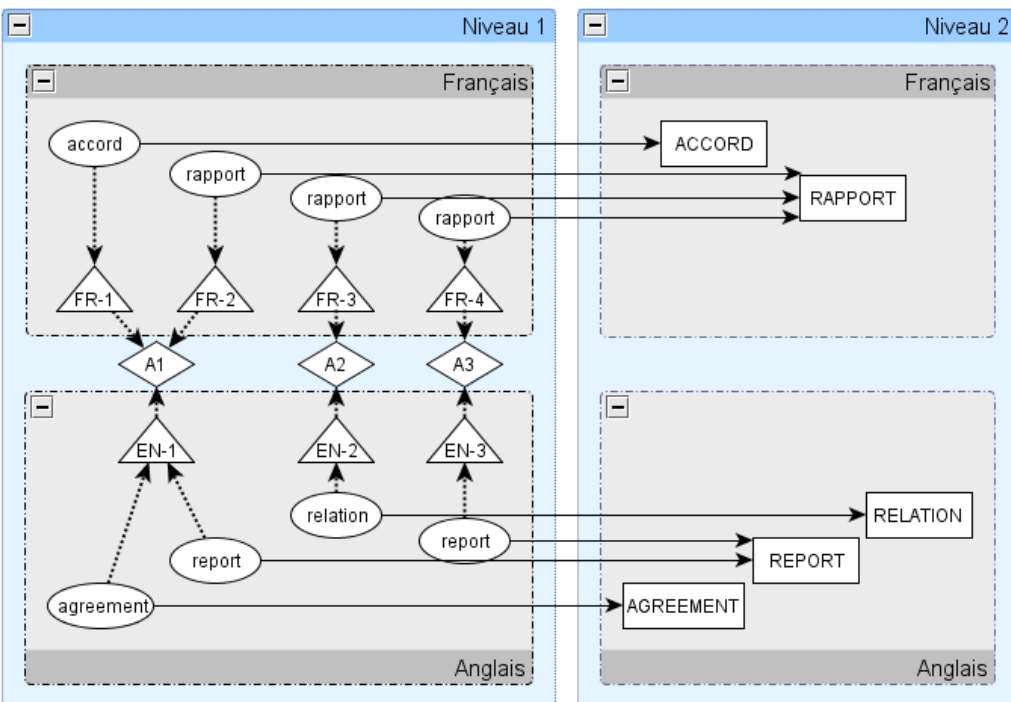 Niveau 1
Niveau 2
Français
Français
accord
ACCORD
rapport
rapport
RAPPORT
rapport
FR-1
FR-2
FR-3
FR-4
A1
A2
A3
EN-1
EN-2
EN-3
relation
RELATION
report
report
REPORT
agreement
AGREEMENT
Anglais
Anglais